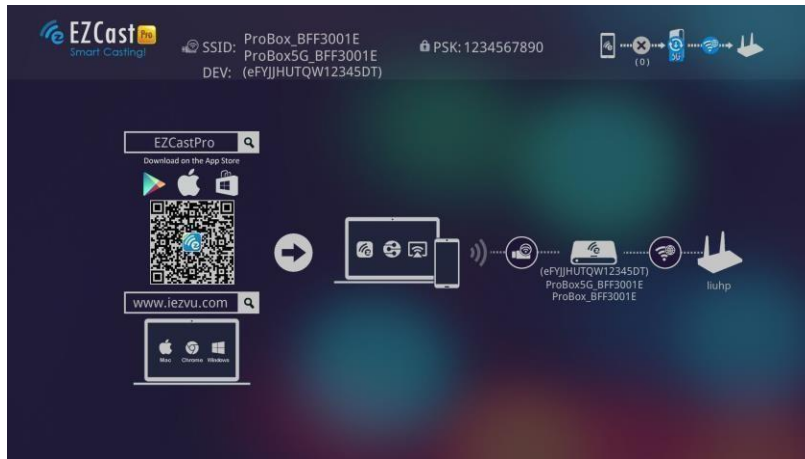 EZCast Pro
Smart Casting!
SSID: ProBox_BFF3001E
ProBox5G_BFF3001E
DEV: (eFYJJHUTQW12345DT)
PSK: 1234567890
(0)
5G
EZCastPro
Download on the App Store
www.iezvu.com
Mac Chrome Windows
(eFYJJHUTQW12345DT)
ProBox5G_BFF3001E
ProBox_BFF3001E
liuhp